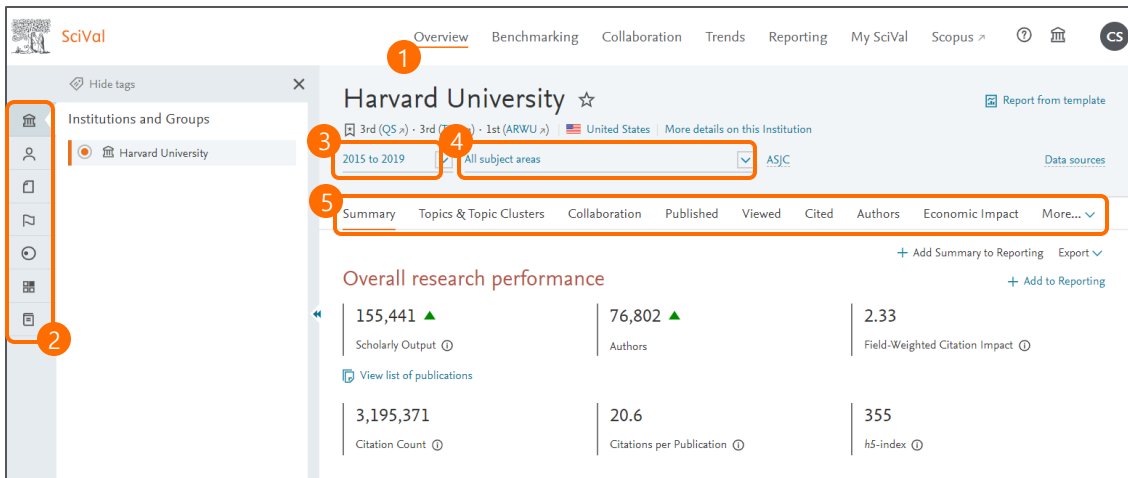 SciVal
Overview Benchmarking Collaboration Trends Reporting My SciVal Scopus ↗ CS
1
Hide tags
Institutions and Groups
Harvard University
2
Harvard University
Report from template
3rd (QS ↗) · 3rd ( ↗) · 1st (ARWU ↗) United States More details on this Institution
3 4
2015 to 2019 All subject areas ASJC Data sources
5
Summary Topics & Topic Clusters Collaboration Published Viewed Cited Authors Economic Impact More...
+ Add Summary to Reporting Export
Overall research performance
+ Add to Reporting
155,441 76,802 2.33
Scholarly Output Authors Field-Weighted Citation Impact
View list of publications
3,195,371 20.6 355
Citation Count Citations per Publication h5-index